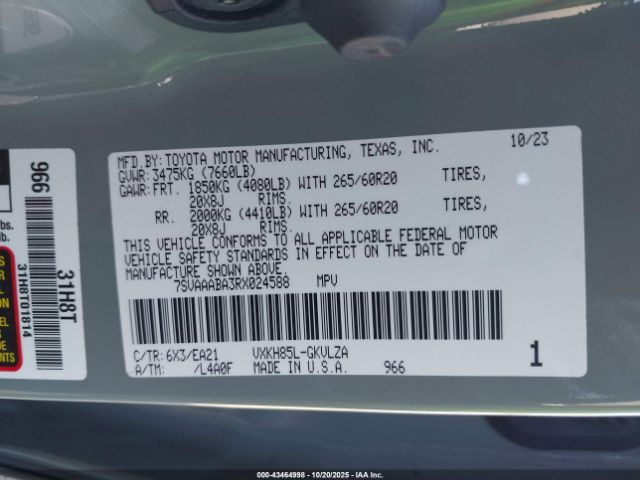 MFD.BY: TOYOTA MOTOR MANUFACTURING, TEXAS, INC. 10/23
GVWR: 3475KG (7660LB)
GAWR: FRT. 1850KG (4080LB) WITH 265/60R20 TIRES,
20X8J RIMS.
RR. 2000KG (4410LB) WITH 265/60R20 TIRES,
20X8J RIMS.
THIS VEHICLE CONFORMS TO ALL APPLICABLE FEDERAL MOTOR
VEHICLE SAFETY STANDARDS IN EFFECT ON THE DATE OF
MANUFACTURE SHOWN ABOVE.
7SVAAABA3RX024588 MPV
C/TR: 6X3/EA21 VXKH85L-GKVLZA
A/TM: /L4A0F MADE IN U.S.A. 966 1
966
31H8T
31H8T01814
lbs.
lb.
000-43464998 - 10/20/2025 - IAA Inc.